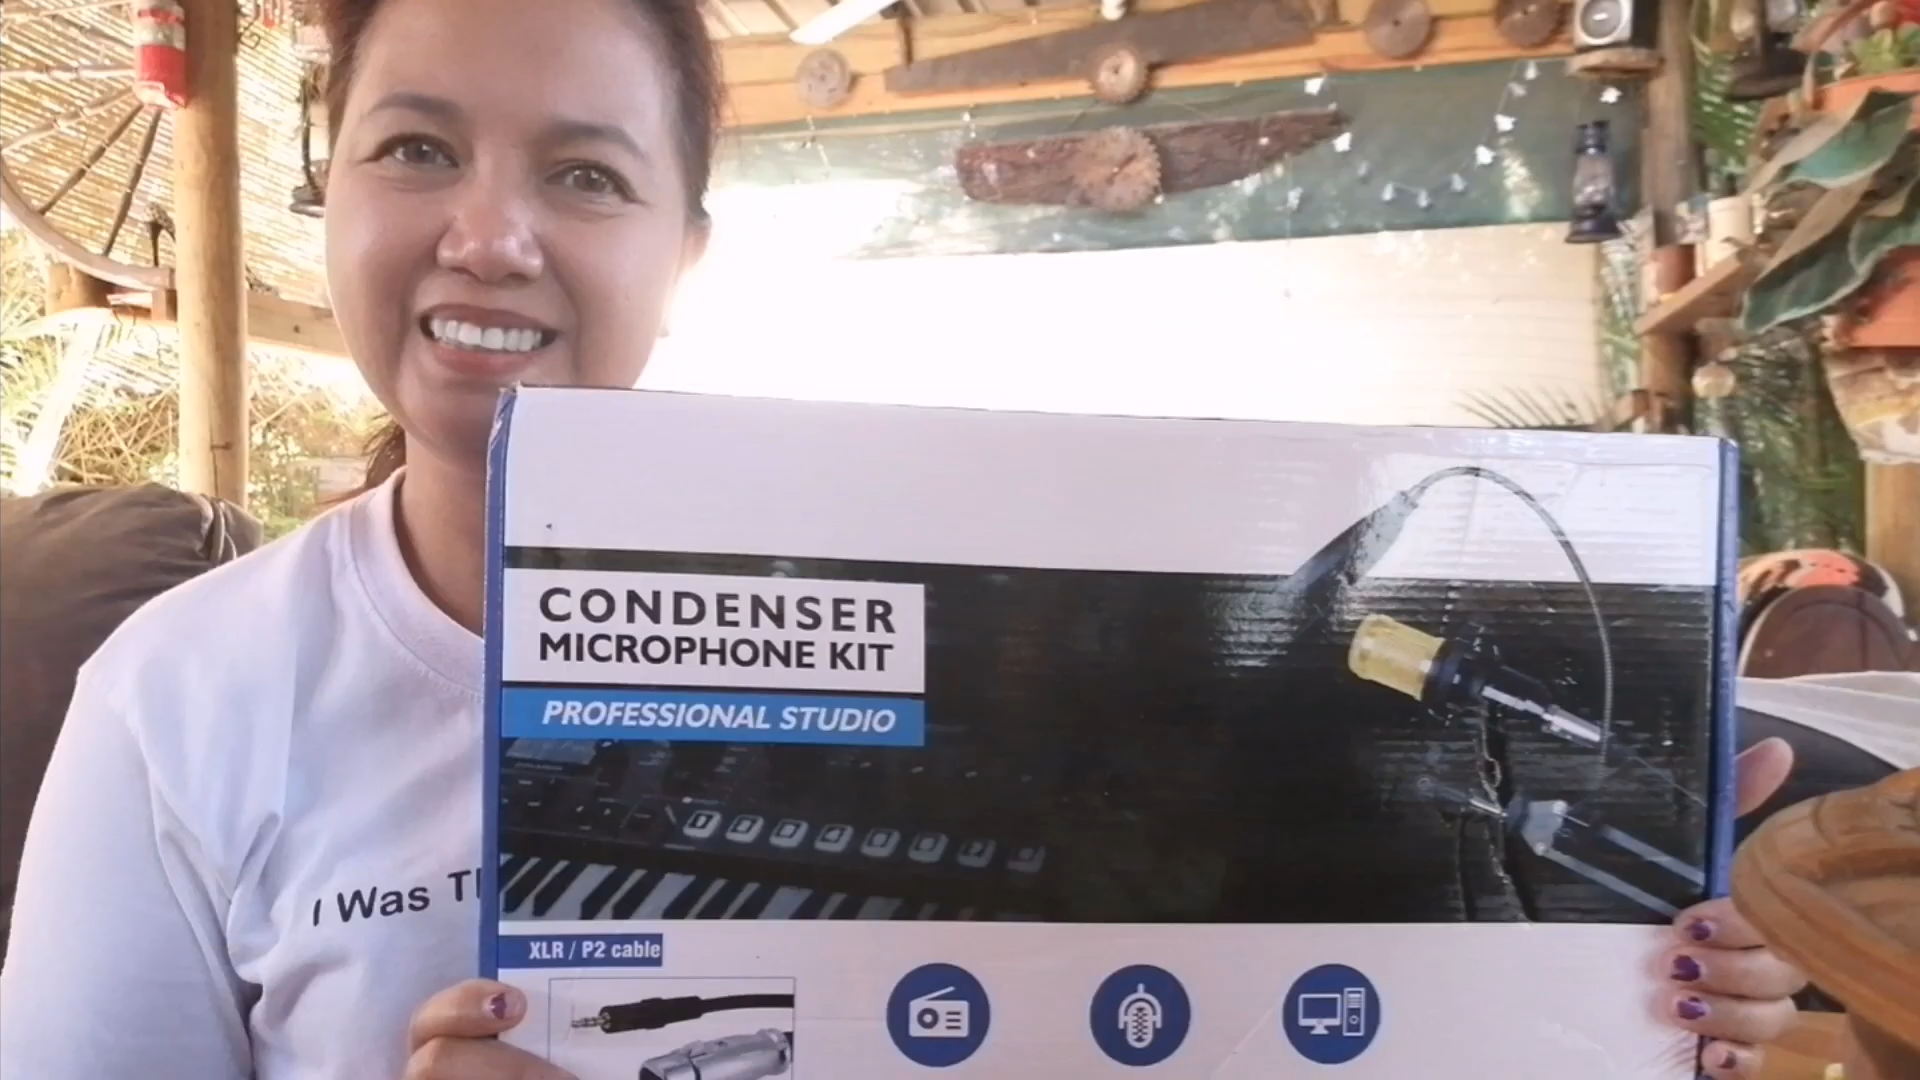 CONDENSER
MICROPHONE KIT
PROFESSIONAL STUDIO
I Was
XLR / P2 cable